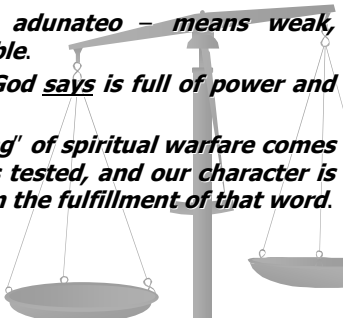 adunateo – means weak,
ble.
God says is full of power and
g" of spiritual warfare comes
s tested, and our character is
n the fulfillment of that word.